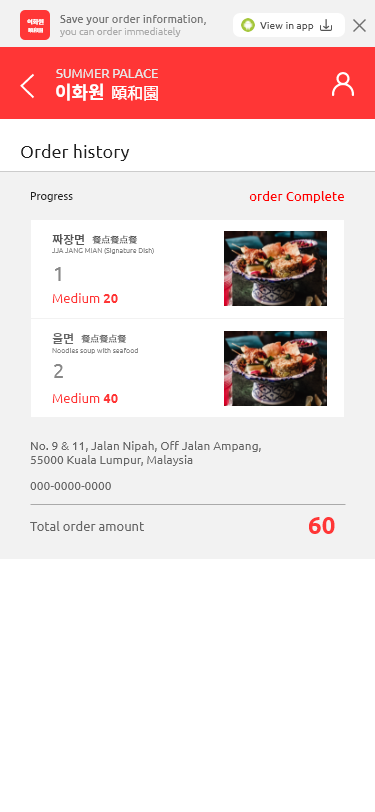 이화원
頤和園
Save your order information,
you can order immediately
View in app
SUMMER PALACE
이화원 頤和園
Order history
Progress
order Complete
짜장면 餐点餐点餐
JJA JANG MIAN (Signature Dish)
1
Medium 20
울면 餐点餐点餐
Noodles soup with seafood
2
Medium 40
No. 9 & 11, Jalan Nipah, Off Jalan Ampang,
55000 Kuala Lumpur, Malaysia
000-0000-0000
Total order amount
60